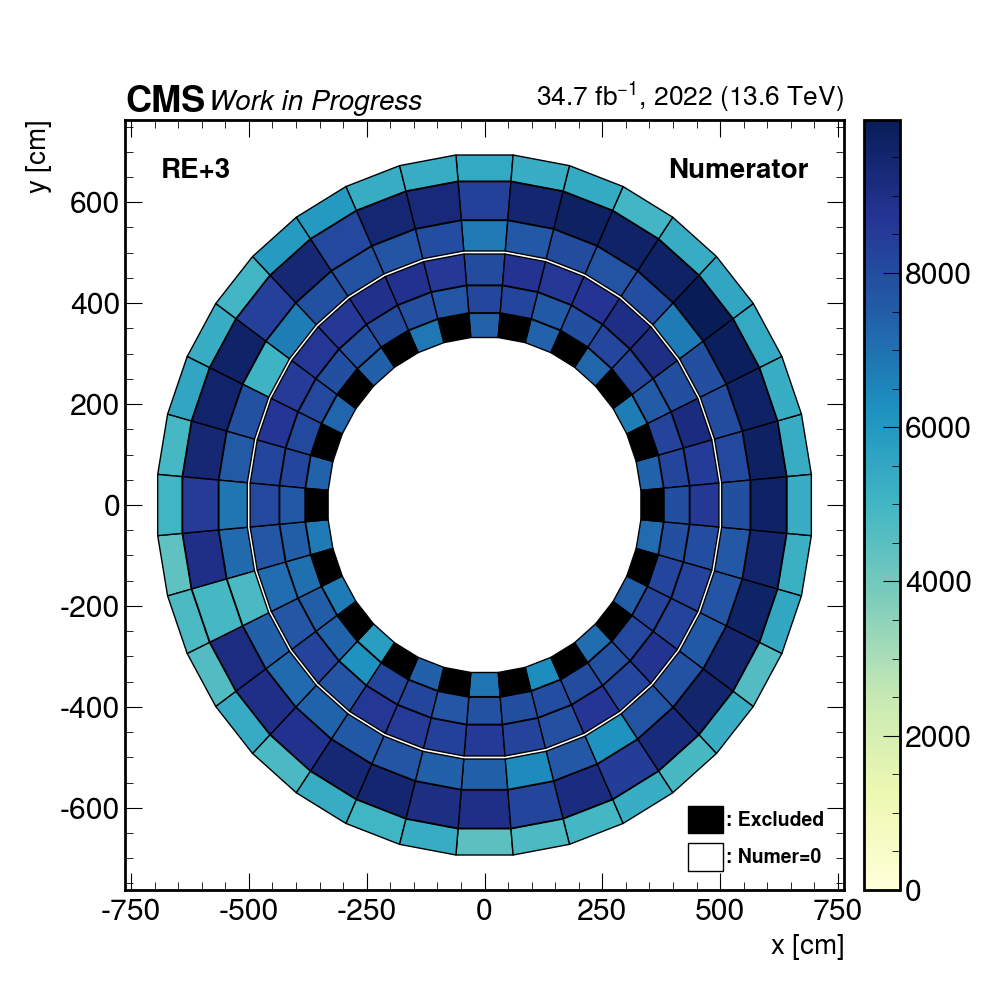 CMS Work in Progress 34.7 fb⁻¹, 2022 (13.6 TeV)
y [cm]
RE+3 Numerator
600
400
200
0
-200
-400
-600
8000
6000
4000
2000
0
: Excluded
: Numer=0
-750 -500 -250 0 250 500 750
x [cm]